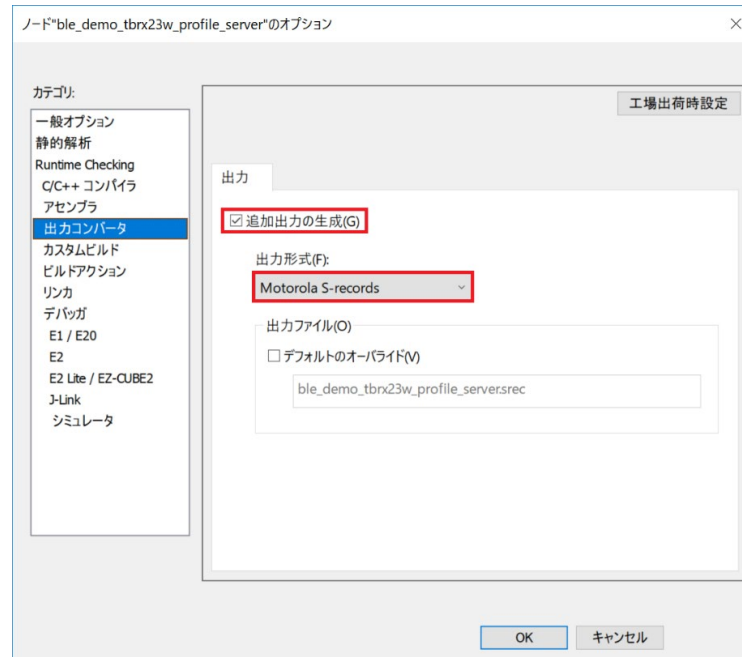 ノード"ble_demo_tbrx23w_profile_server"のオプション
カテゴリ:
一般オプション
静的解析
Runtime Checking
C/C++ コンパイラ
アセンブラ
出力コンバータ
カスタムビルド
ビルドアクション
リンカ
デバッガ
E1 / E20
E2
E2 Lite / EZ-CUBE2
J-Link
シミュレータ
工場出荷時設定
出力
追加出力の生成(G)
出力形式(F):
Motorola S-records
出力ファイル(O)
デフォルトのオーバライド(V)
ble_demo_tbrx23w_profile_server.srec
OK
キャンセル